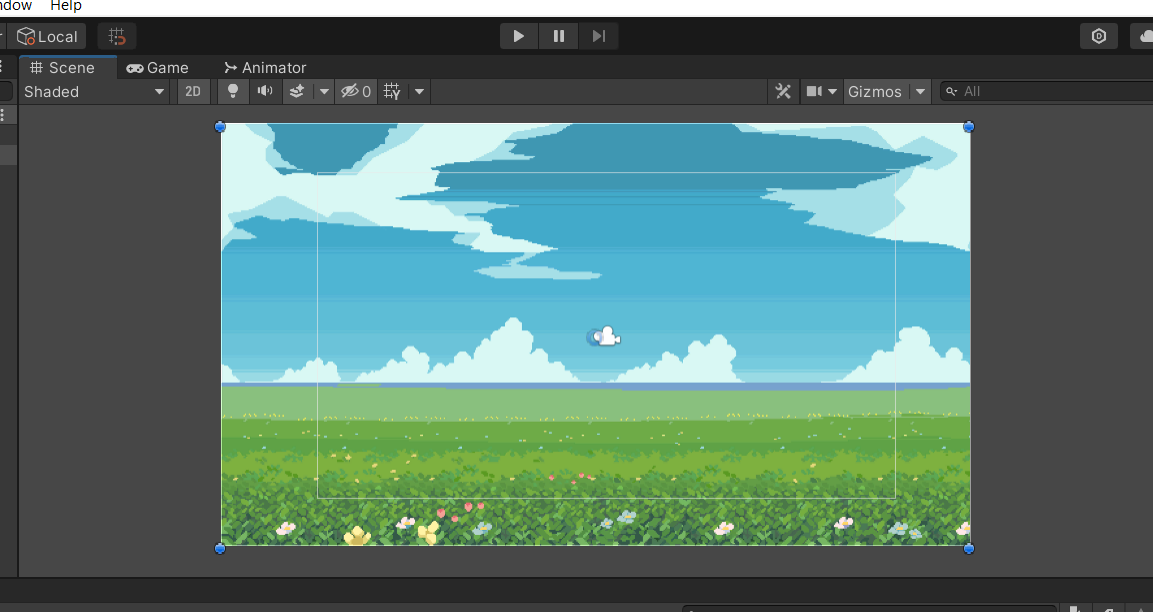 ndow Help
Local
Scene Game Animator
Shaded 2D 0 Gizmos All